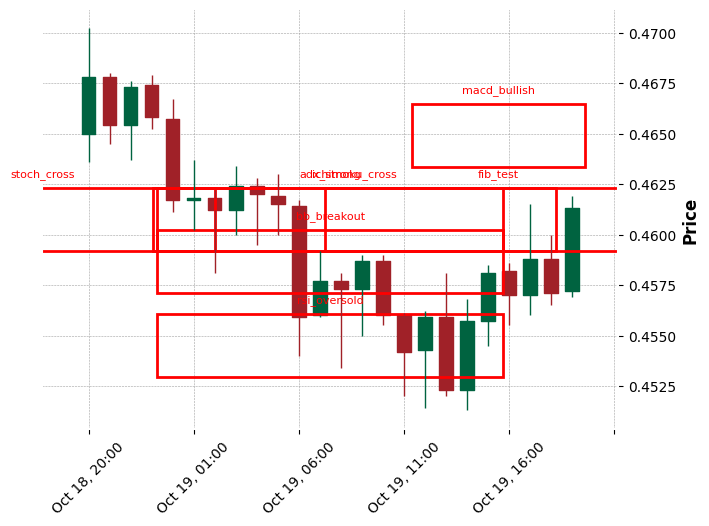 0.4700
0.4675
macd_bullish
0.4650
stoch_cross
fib_test
0.4625
0.4600
Price
0.4575
0.4550
0.4525
Oct 18, 20:00
Oct 19, 01:00
Oct 19, 06:00
Oct 19, 11:00
Oct 19, 16:00